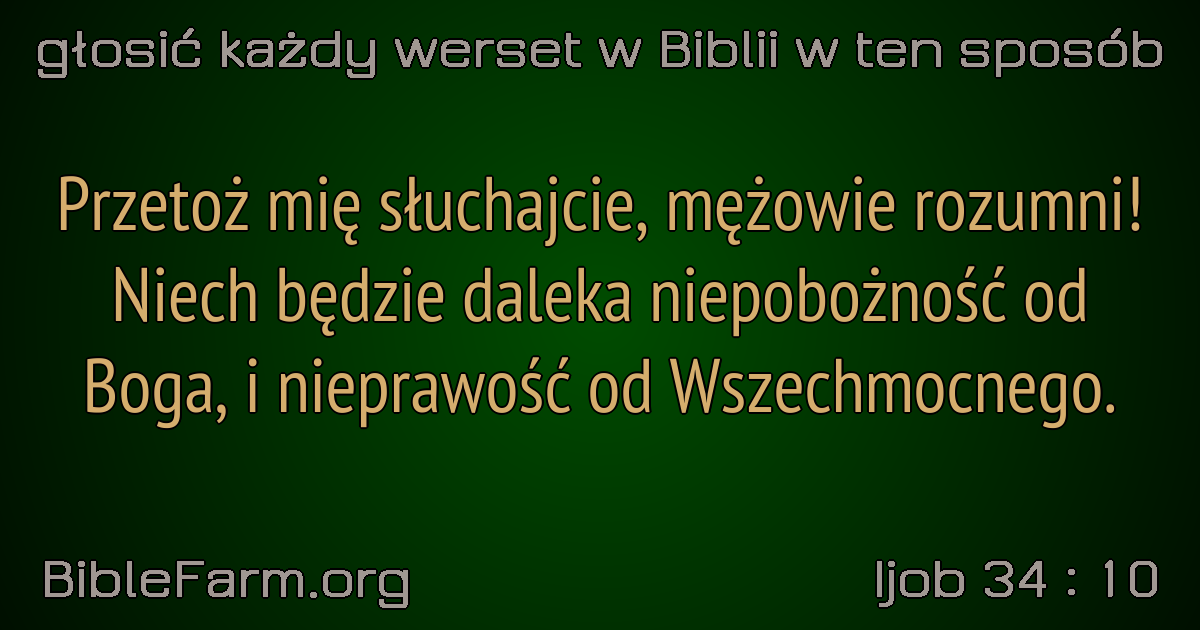 głosić każdy werset w Biblii w ten sposób
Przetoż mię słuchajcie, mężowie rozumni!
Niech będzie daleka niepobożność od
Boga, i nieprawość od Wszechmocnego.
BibleFarm.org
Ijob 34 : 10